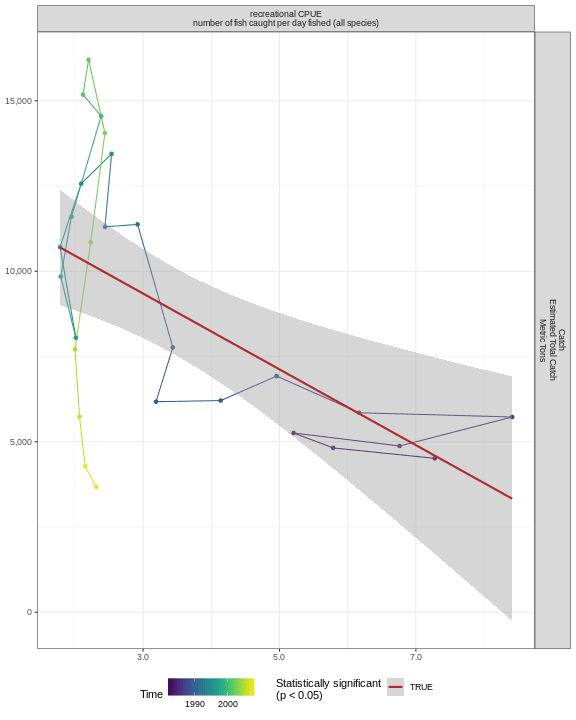 recreational CPUE
number of fish caught per day fished (all species)
15,000
10,000
5,000
0
3.0
5.0
7.0
Catch
Estimated Total Catch
Metric Tons
Time
1990
2000
Statistically significant
(p < 0.05)
TRUE